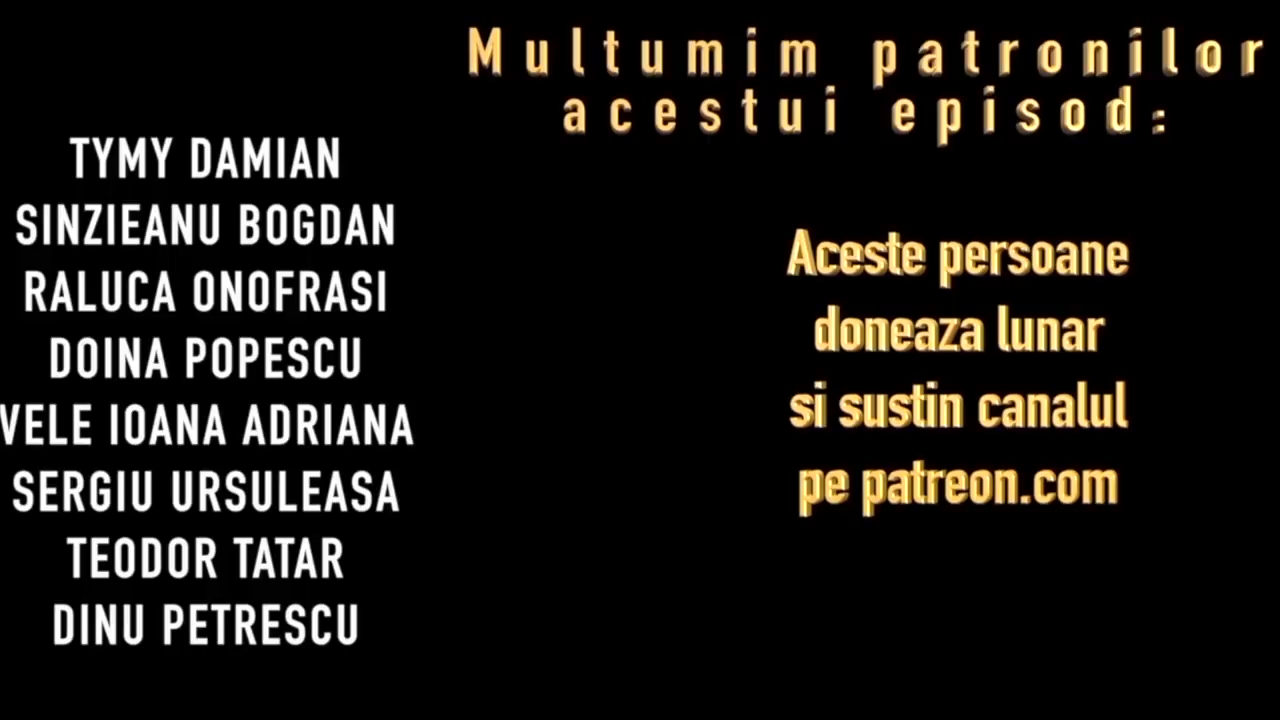 Multumim patronilor
acestui episod:
TYMY DAMIAN
SINZIEANU BOGDAN
RALUCA ONOFRASI
DOINA POPESCU
VELE IOANA ADRIANA
SERGIU URSULEASA
TEODOR TATAR
DINU PETRESCU
Aceste persoane
doneaza lunar
si sustin canalul
pe patreon.com